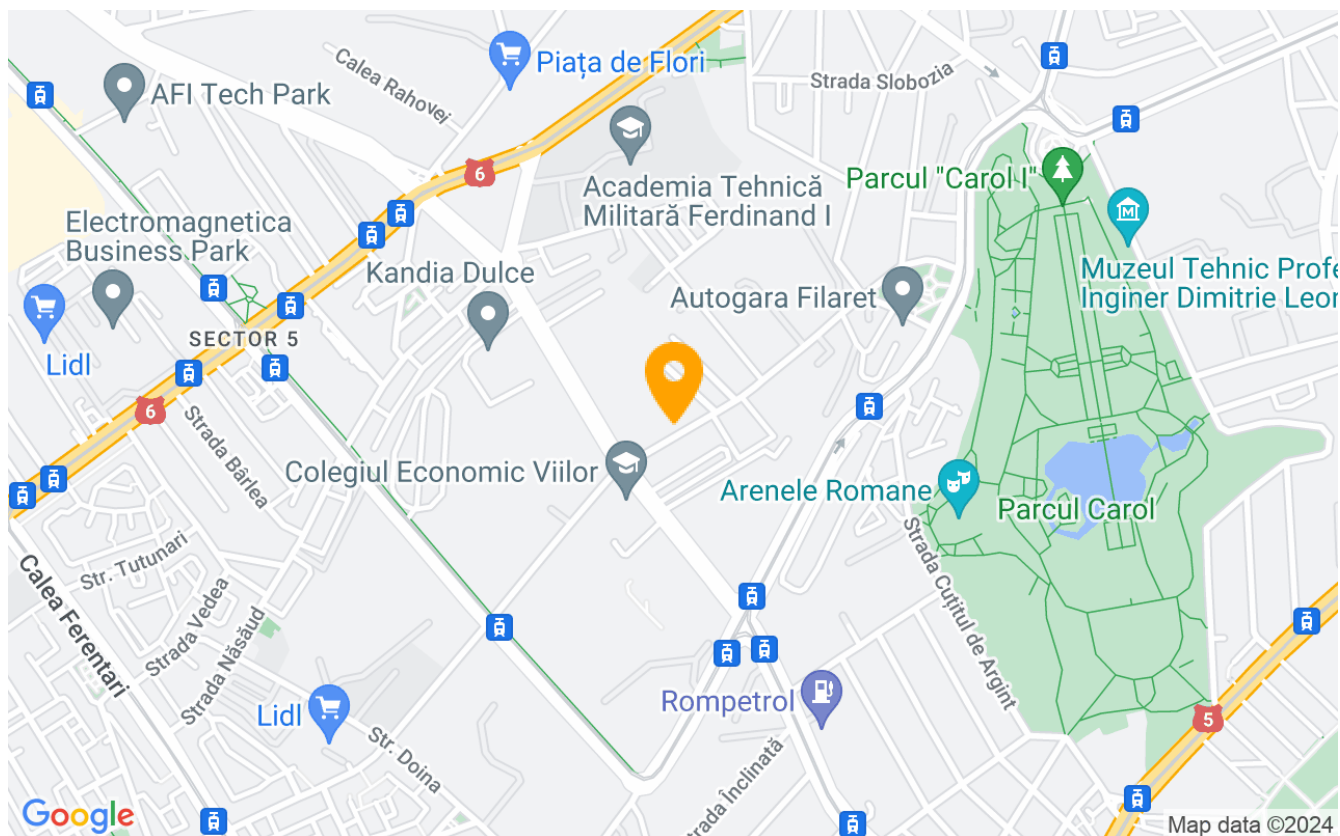 Calea Rahovei
Piața de Flori
Strada Slobozia
AFI Tech Park
6
Academia Tehnică
Militară Ferdinand I
Parcul "Carol I"
Electromagnetica
Business Park
Kandia Dulce
Autogara Filaret
Muzeul Tehnic Profe
Inginer Dimitrie Leor
SECTOR 5
Lidl
6
Strada Bârlea
Colegiul Economic Viilor
Arenele Romane
Parcul Carol
Str. Tutunari
Calea Ferentari
Strada Vedea
Strada Năsăud
Strada Cuțitul de Argint
Lidl
Str. Doina
Rompetrol
5
trada Înclinată
Google
Map data ©2024